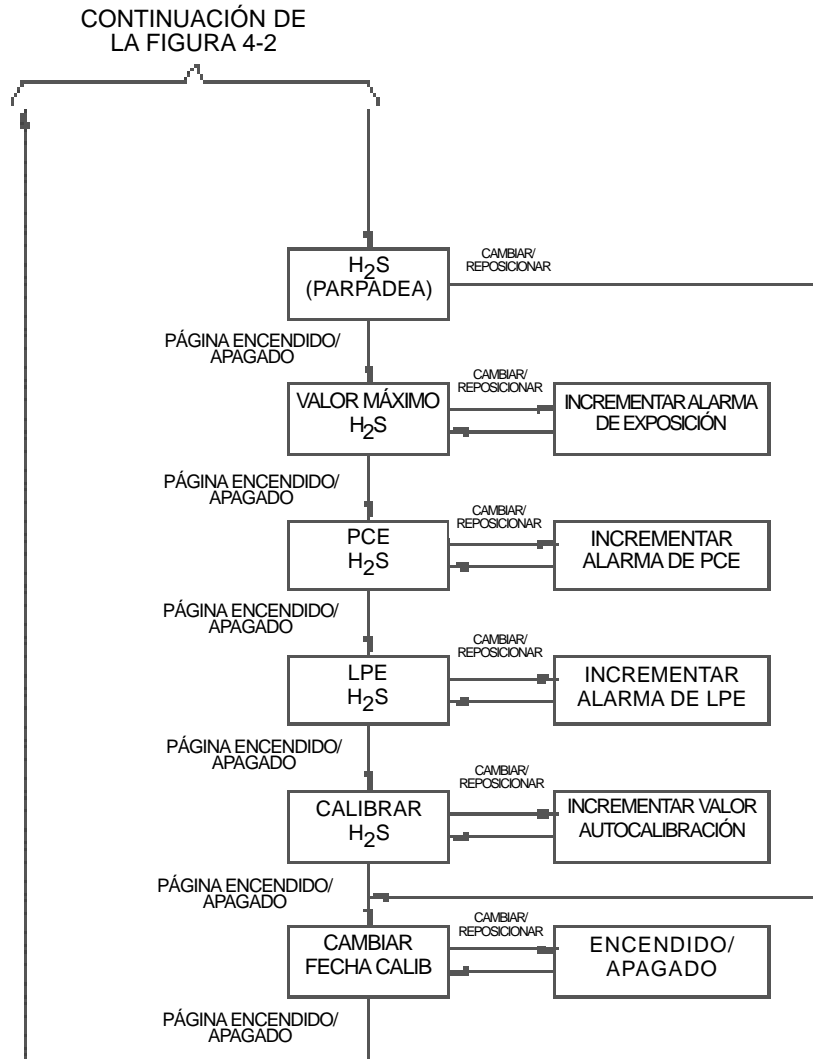 CONTINUACIÓN DE
LA FIGURA 4-2
H2S
(PARPADEA)
CAMBIAR/
REPOSICIONAR
PÁGINA ENCENDIDO/
APAGADO
VALOR MÁXIMO
H2S
CAMBIAR/
REPOSICIONAR
INCREMENTAR ALARMA
DE EXPOSICIÓN
PÁGINA ENCENDIDO/
APAGADO
PCE
H2S
CAMBIAR/
REPOSICIONAR
INCREMENTAR
ALARMA DE PCE
PÁGINA ENCENDIDO/
APAGADO
LPE
H2S
CAMBIAR/
REPOSICIONAR
INCREMENTAR
ALARMA DE LPE
PÁGINA ENCENDIDO/
APAGADO
CALIBRAR
H2S
CAMBIAR/
REPOSICIONAR
INCREMENTAR VALOR
AUTOCALIBRACIÓN
PÁGINA ENCENDIDO/
APAGADO
CAMBIAR
FECHA CALIB
CAMBIAR/
REPOSICIONAR
ENCENDIDO/
APAGADO
PÁGINA ENCENDIDO/
APAGADO